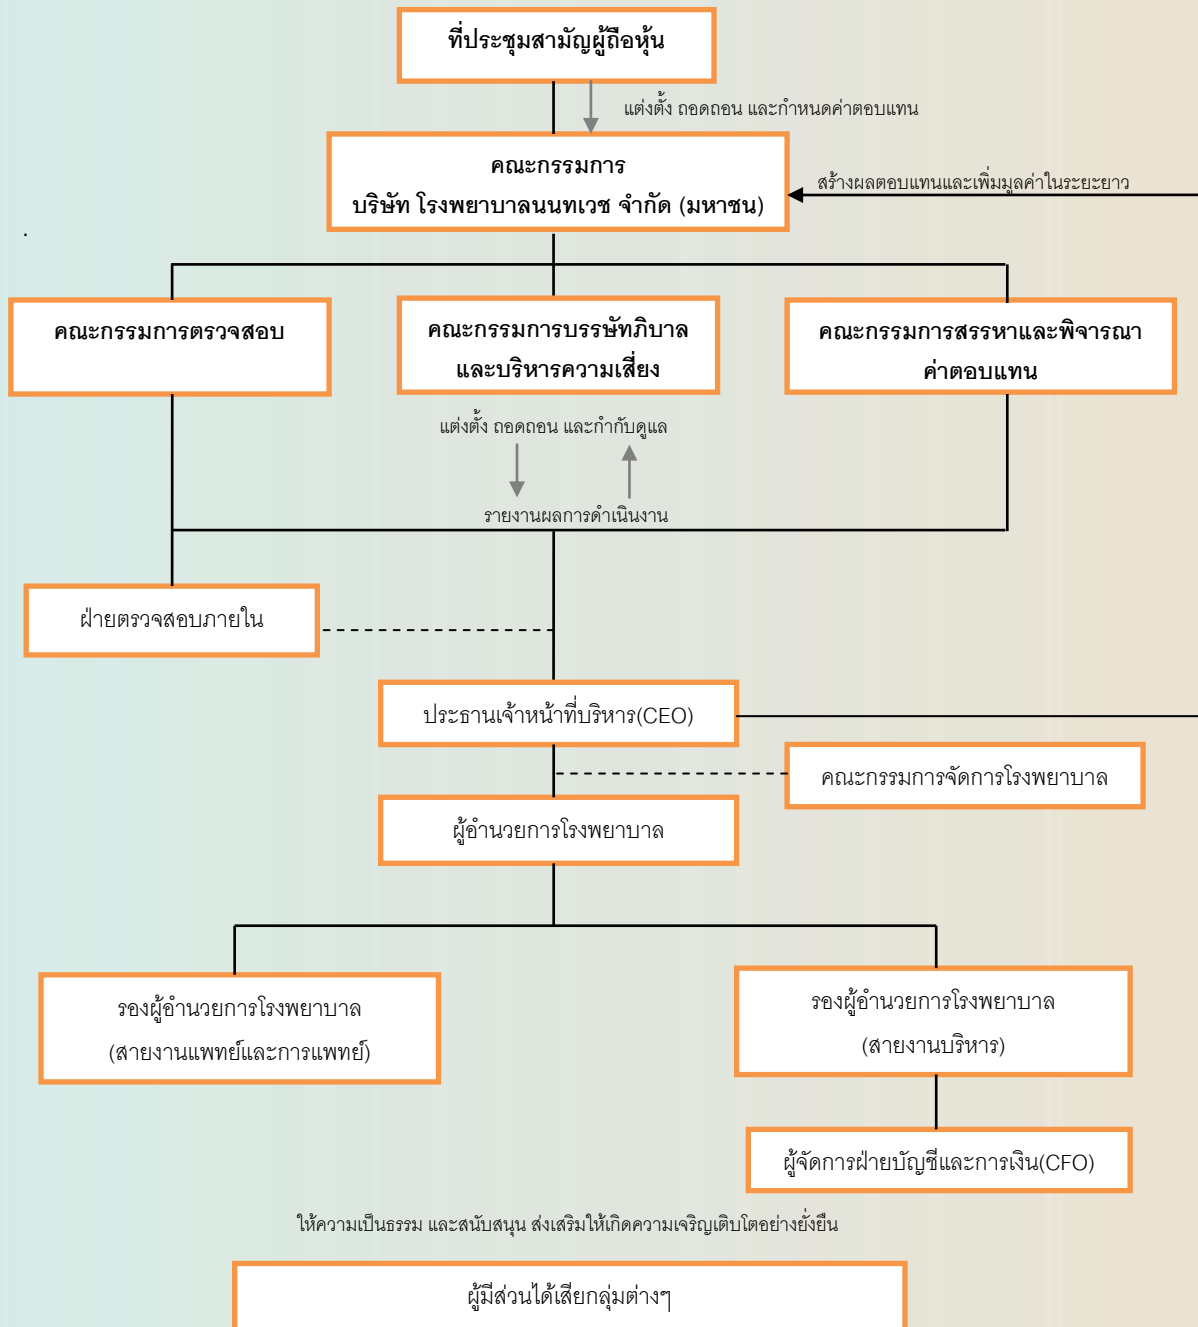 ที่ประชุมสามัญผู้ถือหุ้น
แต่งตั้ง ถอดถอน และกำหนดค่าตอบแทน
คณะกรรมการ
บริษัท โรงพยาบาลนนทเวช จำกัด (มหาชน)
สร้างผลตอบแทนและเพิ่มมูลค่าในระยะยาว
.
คณะกรรมการตรวจสอบ
คณะกรรมการบรรษัทภิบาล
และบริหารความเสี่ยง
คณะกรรมการสรรหาและพิจารณา
ค่าตอบแทน
แต่งตั้ง ถอดถอน และกำกับดูแล
รายงานผลการดำเนินงาน
ฝ่ายตรวจสอบภายใน
ประธานเจ้าหน้าที่บริหาร(CEO)
คณะกรรมการจัดการโรงพยาบาล
ผู้อำนวยการโรงพยาบาล
รองผู้อำนวยการโรงพยาบาล
(สายงานแพทย์และการแพทย์)
รองผู้อำนวยการโรงพยาบาล
(สายงานบริหาร)
ผู้จัดการฝ่ายบัญชีและการเงิน(CFO)
ให้ความเป็นธรรม และสนับสนุน ส่งเสริมให้เกิดความเจริญเติบโตอย่างยั่งยืน
ผู้มีส่วนได้เสียกลุ่มต่างๆ